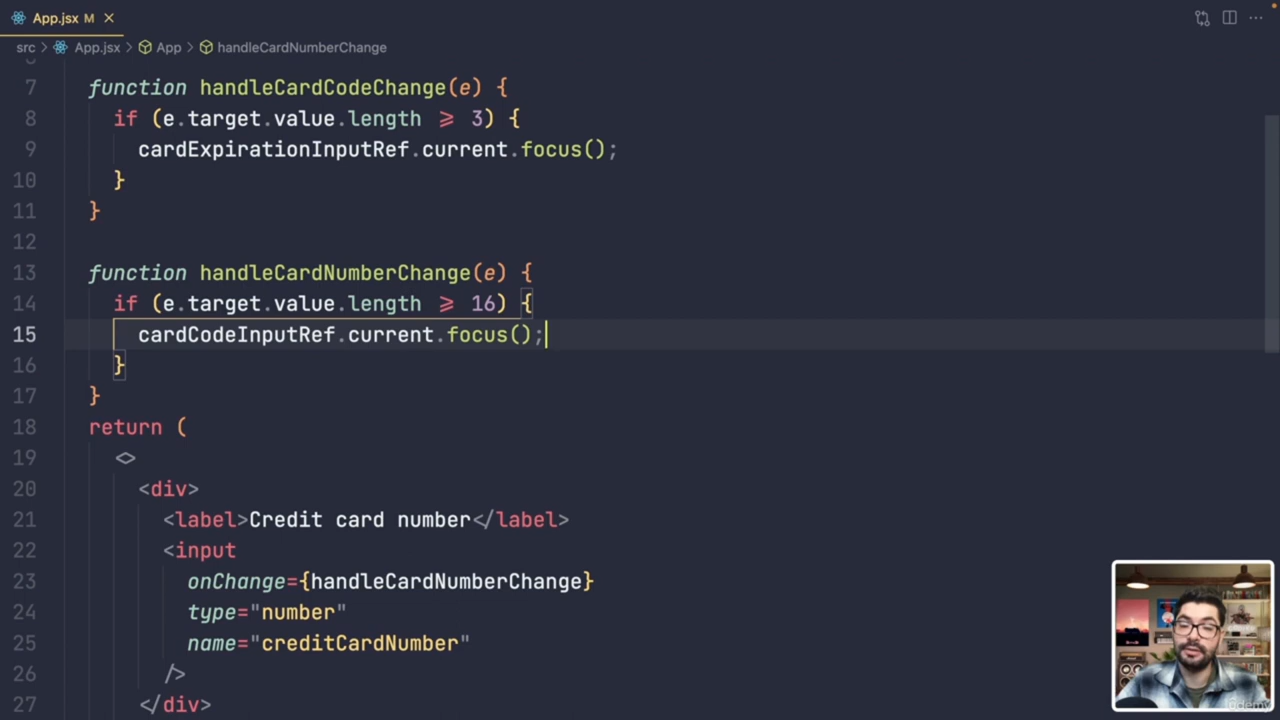 App.jsx M
src > App.jsx > App > handleCardNumberChange
7 function handleCardCodeChange(e) {
8 if (e.target.value.length >= 3) {
9 cardExpirationInputRef.current.focus();
10 }
11 }
12
13 function handleCardNumberChange(e) {
14 if (e.target.value.length >= 16) {
15 cardCodeInputRef.current.focus();
16 }
17 }
18 return (
19 <>
20 <div>
21 <label>Credit card number</label>
22 <input
23 onChange={handleCardNumberChange}
24 type="number"
25 name="creditCardNumber"
26 />
27 </div>
Udemy